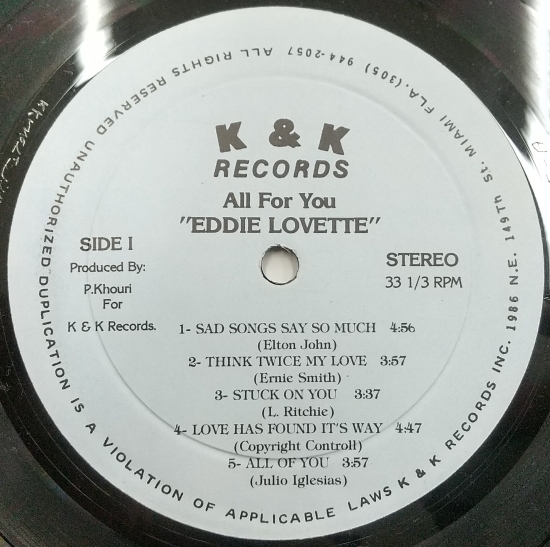 K & K
RECORDS
All For You
"EDDIE LOVETTE"
SIDE I
Produced By:
P.Khouri
For
K & K Records.
STEREO
33 1/3 RPM
1- SAD SONGS SAY SO MUCH 4:56
(Elton John)
2- THINK TWICE MY LOVE 3:57
(Ernie Smith)
3- STUCK ON YOU 3:37
(L. Ritchie)
4- LOVE HAS FOUND IT'S WAY 4:47
(Copyright Controll)
5- ALL OF YOU 3:57
(Julio Iglesias)
K & K RECORDS INC. 1986 N.E. 149TH ST. MIAMI FLA. (305) 944-2057 ALL RIGHTS RESERVED UNAUTHORIZED DUPLICATION IS A VIOLATION OF APPLICABLE LAWS